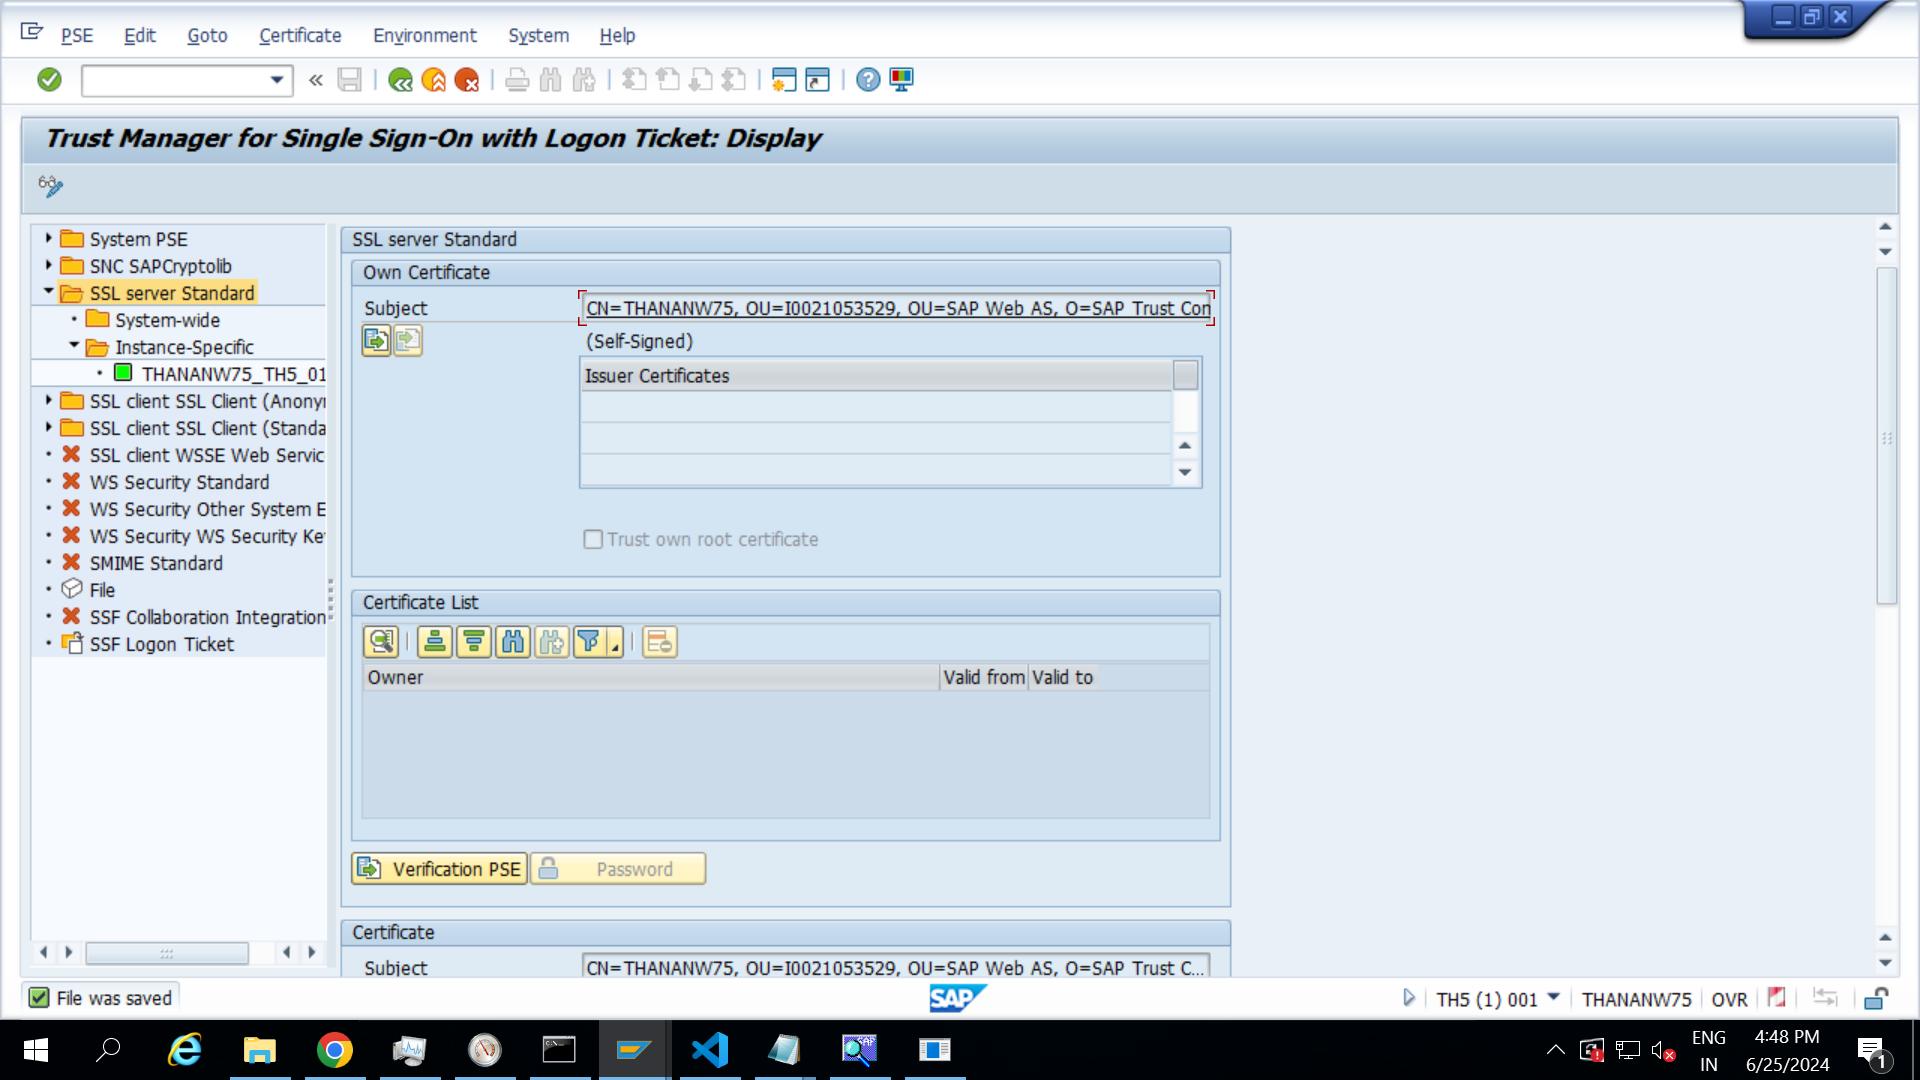 PSE Edit Goto Certificate Environment System Help
Trust Manager for Single Sign-On with Logon Ticket: Display
System PSE
SNC SAPCryptolib
SSL server Standard
System-wide
Instance-Specific
THANANW75_TH5_01
SSL client SSL Client (Anony
SSL client SSL Client (Standa
SSL client WSSE Web Servic
WS Security Standard
WS Security Other System E
WS Security WS Security Ke
SMIME Standard
File
SSF Collaboration Integration
SSF Logon Ticket
SSL server Standard
Own Certificate
Subject CN=THANANW75, OU=I0021053529, OU=SAP Web AS, O=SAP Trust Com
(Self-Signed)
Issuer Certificates
Trust own root certificate
Certificate List
Owner Valid from Valid to
Verification PSE Password
Certificate
Subject CN=THANANW75, OU=I0021053529, OU=SAP Web AS, O=SAP Trust C...
File was saved SAP TH5 (1) 001 THANANW75 OVR
ENG 4:48 PM
IN 6/25/2024 1